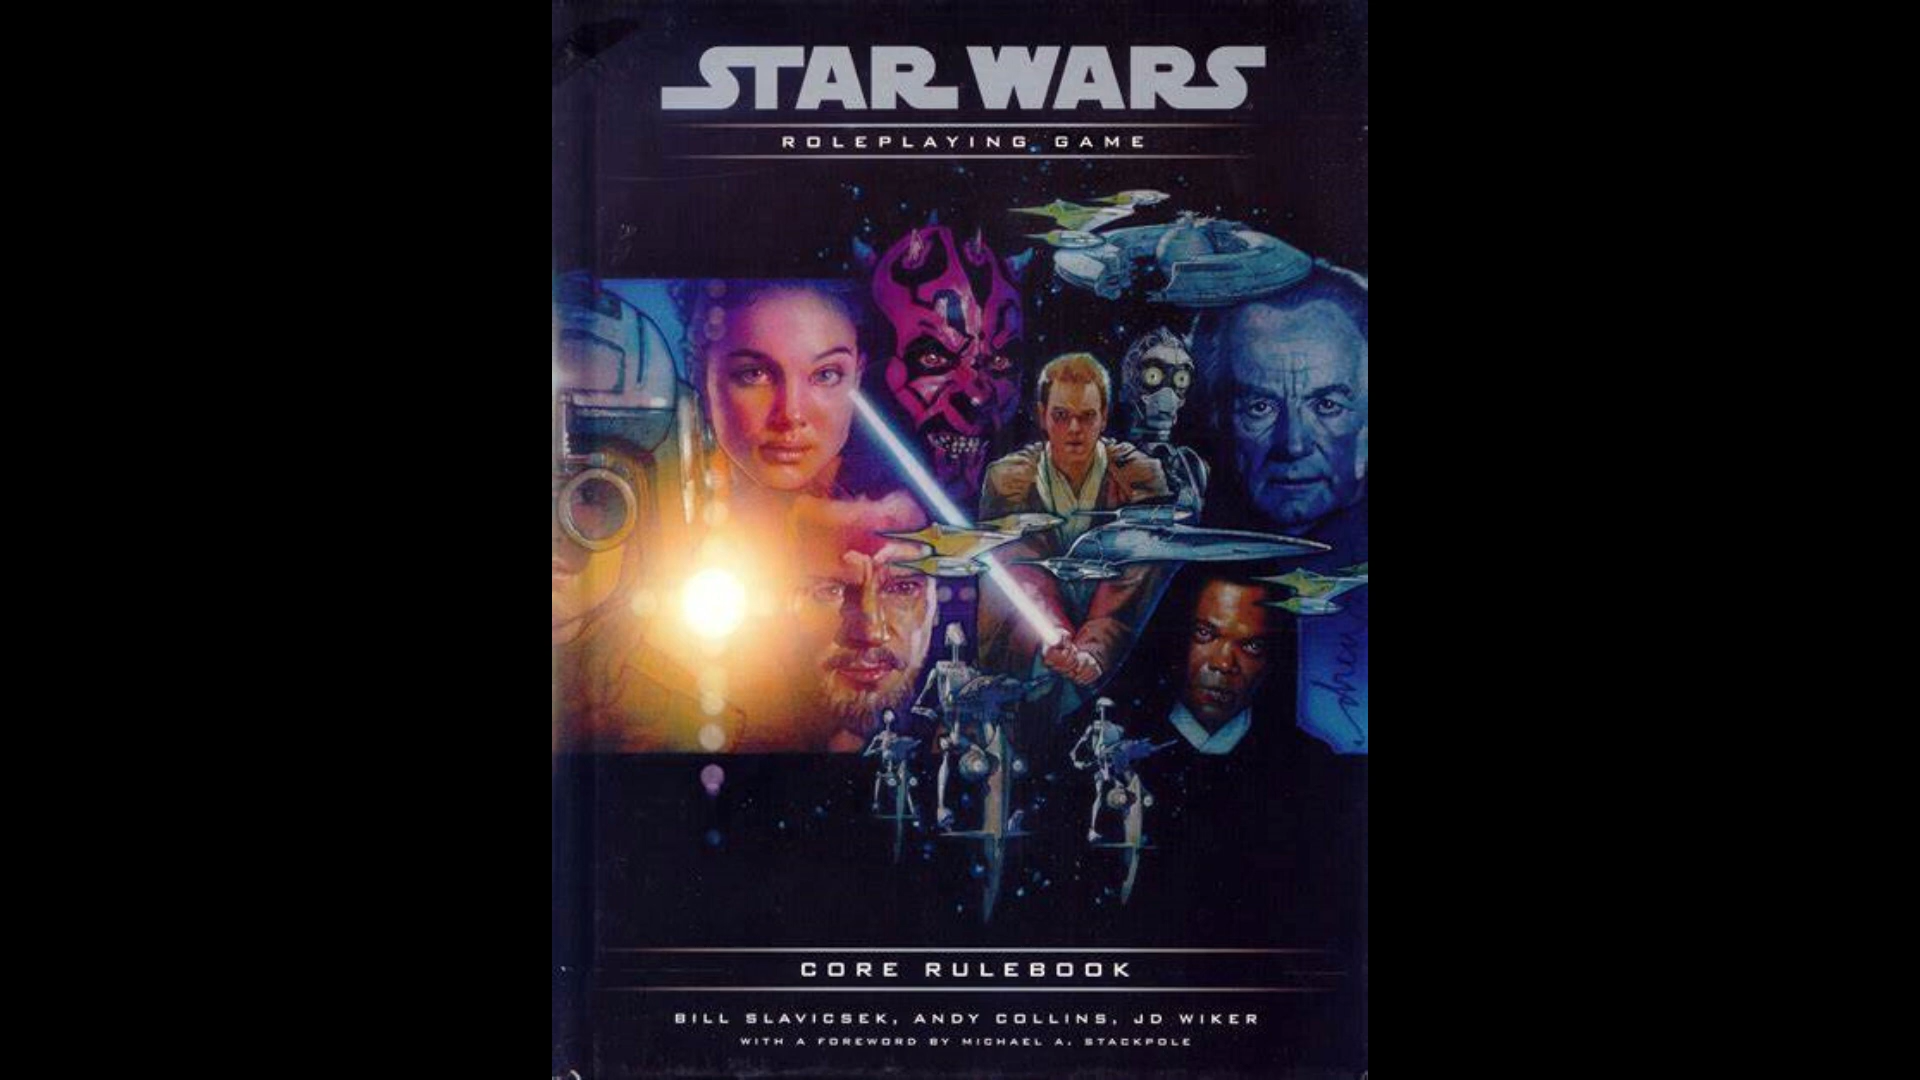 STAR WARS
ROLEPLAYING GAME
CORE RULEBOOK
BILL SLAVICSEK, ANDY COLLINS, JD WIKER
WITH A FOREWORD BY MICHAEL A. STACKPOLE